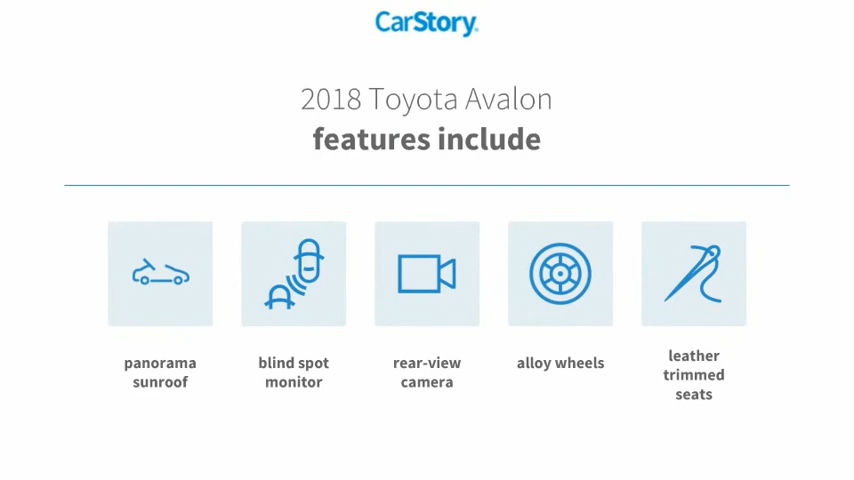 CarStory.
2018 Toyota Avalon
features include
panorama
sunroof
blind spot
monitor
rear-view
camera
alloy wheels
leather
trimmed
seats